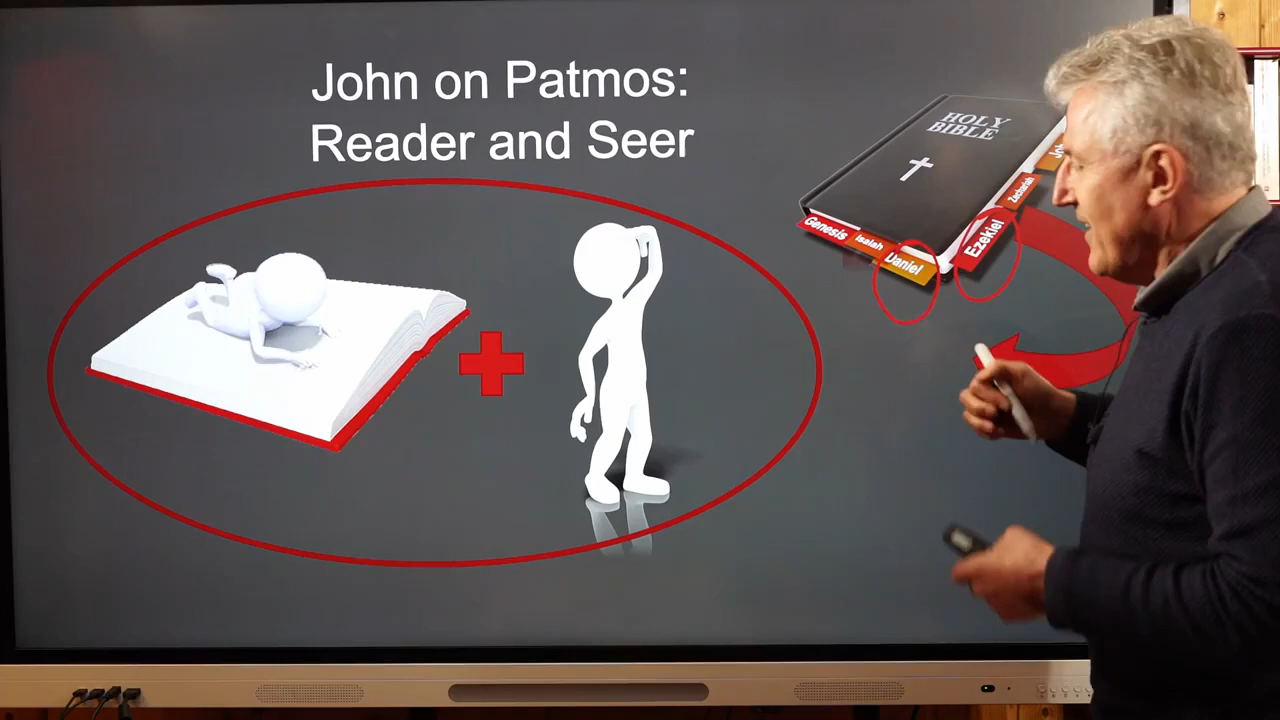 John on Patmos:
Reader and Seer
HOLY
BIBLE
Genesis
Isaiah
Daniel
Ezekiel
Zechariah